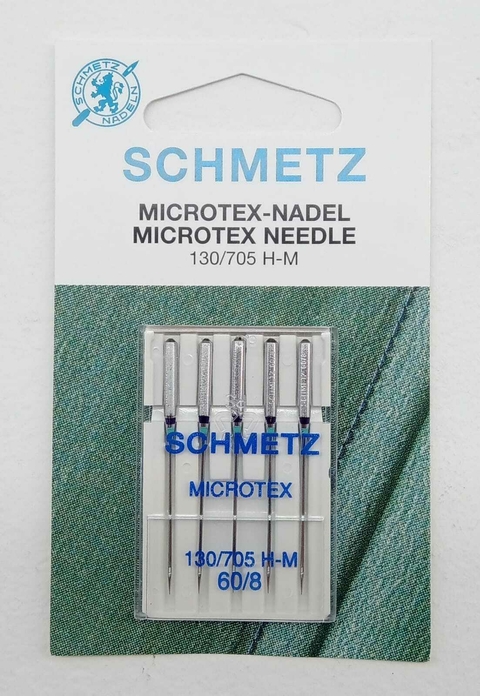 SCHMETZ
NADELN
SCHMETZ
MICROTEX-NADEL
MICROTEX NEEDLE
130/705 H-M
SCHMETZ
MICROTEX
130/705 H-M
60/8